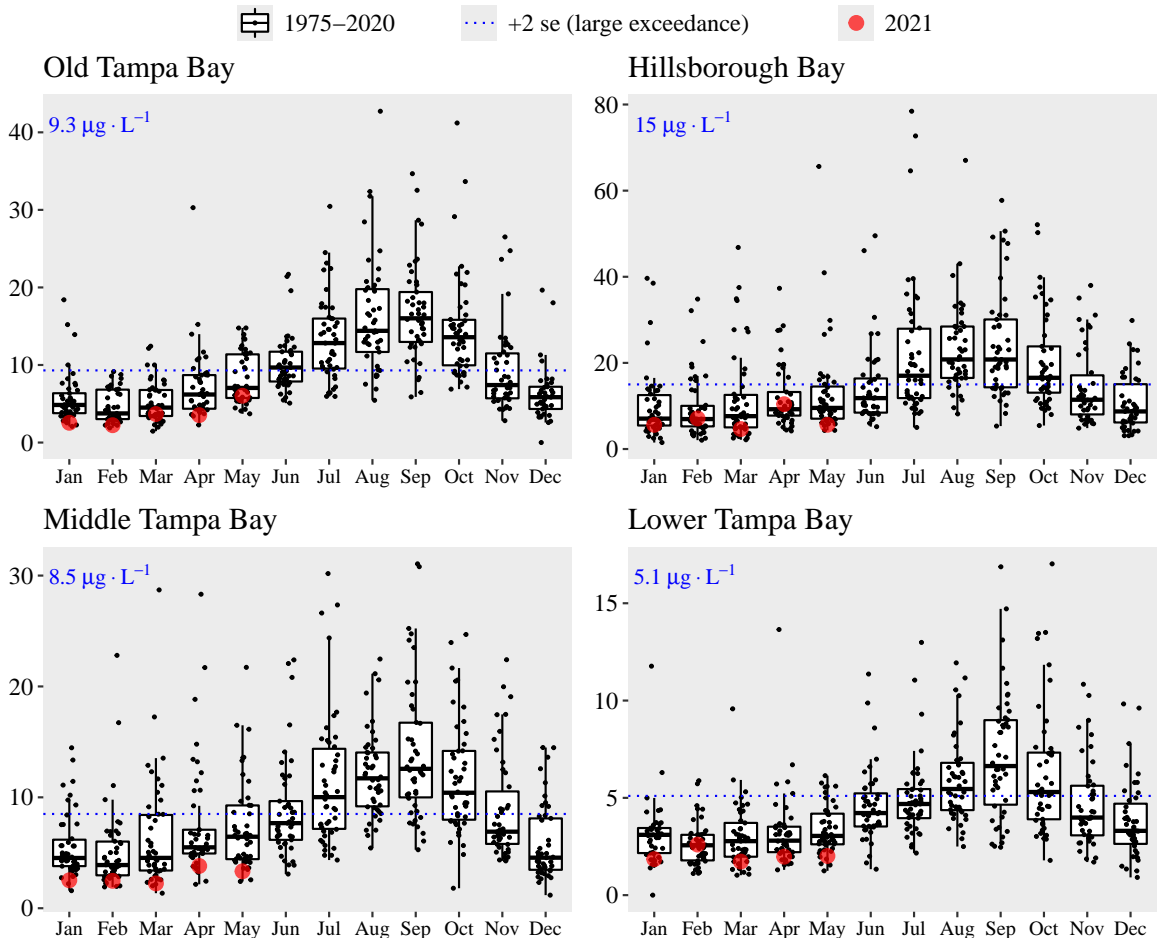 1975–2020 +2 se (large exceedance) 2021
Old Tampa Bay
9.3 μg · L⁻¹
40
30
20
10
0
Jan Feb Mar Apr May Jun Jul Aug Sep Oct Nov Dec
Hillsborough Bay
15 μg · L⁻¹
80
60
40
20
0
Jan Feb Mar Apr May Jun Jul Aug Sep Oct Nov Dec
Middle Tampa Bay
8.5 μg · L⁻¹
30
20
10
0
Jan Feb Mar Apr May Jun Jul Aug Sep Oct Nov Dec
Lower Tampa Bay
5.1 μg · L⁻¹
15
10
5
0
Jan Feb Mar Apr May Jun Jul Aug Sep Oct Nov Dec